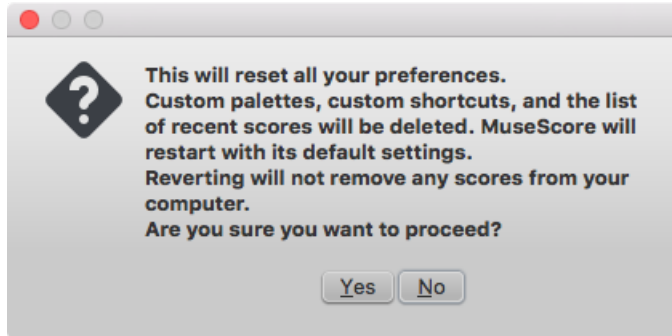 This will reset all your preferences.
Custom palettes, custom shortcuts, and the list
of recent scores will be deleted. MuseScore will
restart with its default settings.
Reverting will not remove any scores from your
computer.
Are you sure you want to proceed?
Yes No